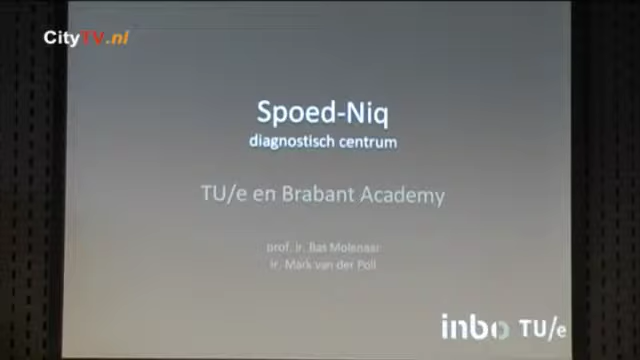 CityTV.nl
Spoed-Niq
diagnostisch centrum
TU/e en Brabant Academy
prof. ir. Bas Molenaar
ir. Mark van der Poll
inbo TU/e